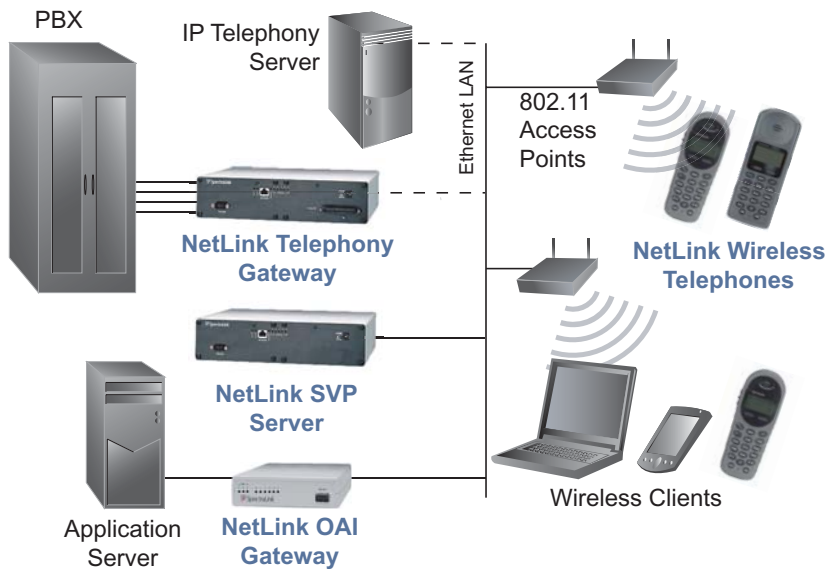 PBX
IP Telephony
Server
Ethernet LAN
802.11
Access
Points
NetLink Telephony
Gateway
NetLink Wireless
Telephones
NetLink SVP
Server
Wireless Clients
SpectraLink
Application
Server
NetLink OAI
Gateway